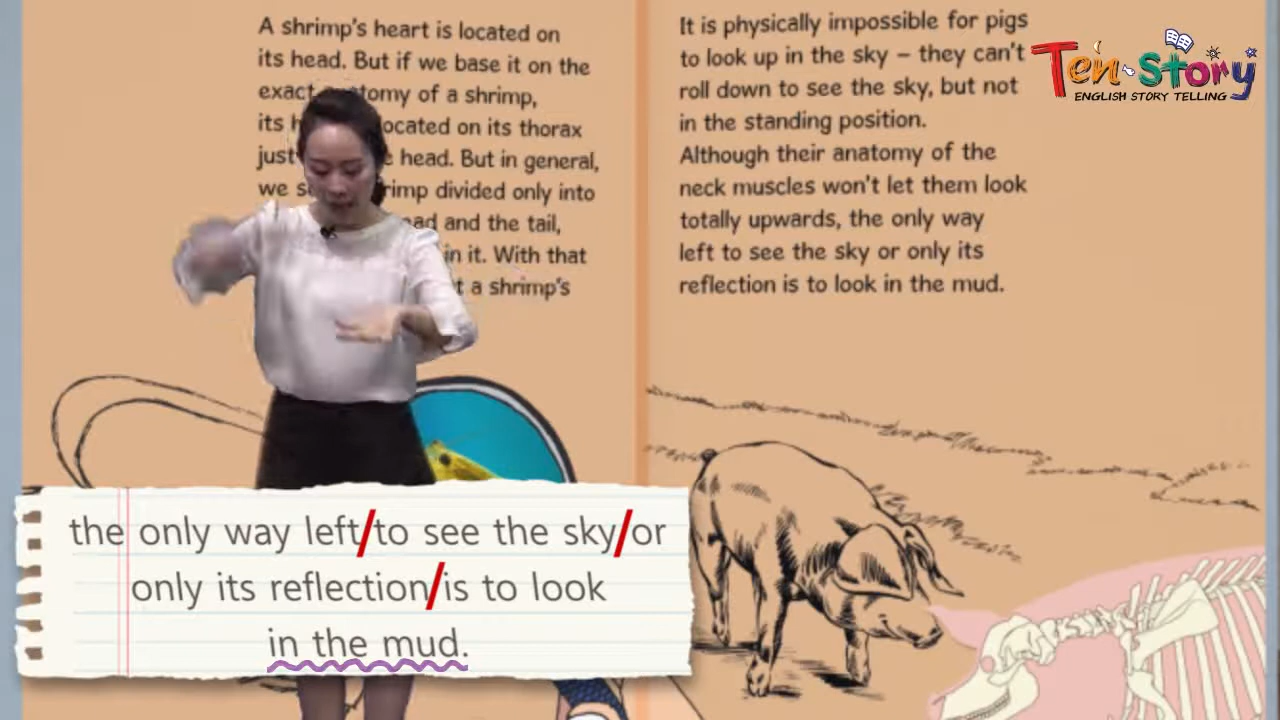 A shrimp's heart is located on
its head. But if we base it on the
exact anatomy of a shrimp,
its located on its thorax
just head. But in general,
we divided only into
and the tail,
in it. With that
a shrimp's
It is physically impossible for pigs
to look up in the sky – they can't
roll down to see the sky, but not
in the standing position.
Although their anatomy of the
neck muscles won't let them look
totally upwards, the only way
left to see the sky or only its
reflection is to look in the mud.
Ten Story
ENGLISH STORY TELLING
the only way left/to see the sky/or
only its reflection/is to look
in the mud.